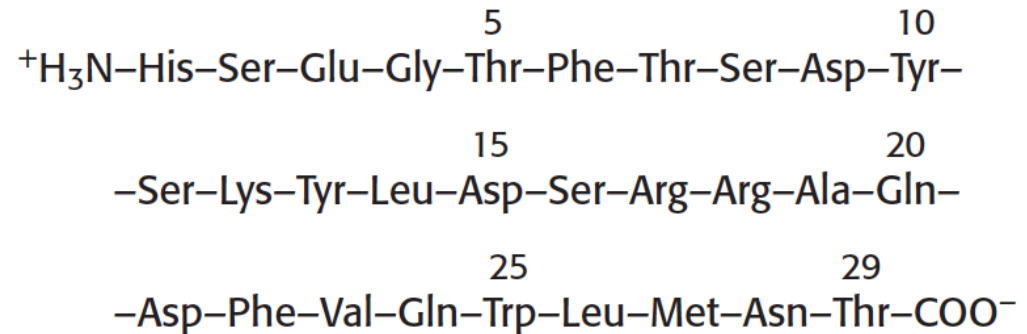 5 10
⁺H₃N–His–Ser–Glu–Gly–Thr–Phe–Thr–Ser–Asp–Tyr–
15 20
–Ser–Lys–Tyr–Leu–Asp–Ser–Arg–Arg–Ala–Gln–
25 29
–Asp–Phe–Val–Gln–Trp–Leu–Met–Asn–Thr–COO⁻